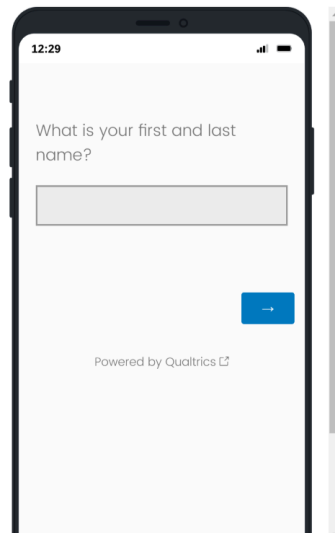 12:29
What is your first and last
name?
→
Powered by Qualtrics